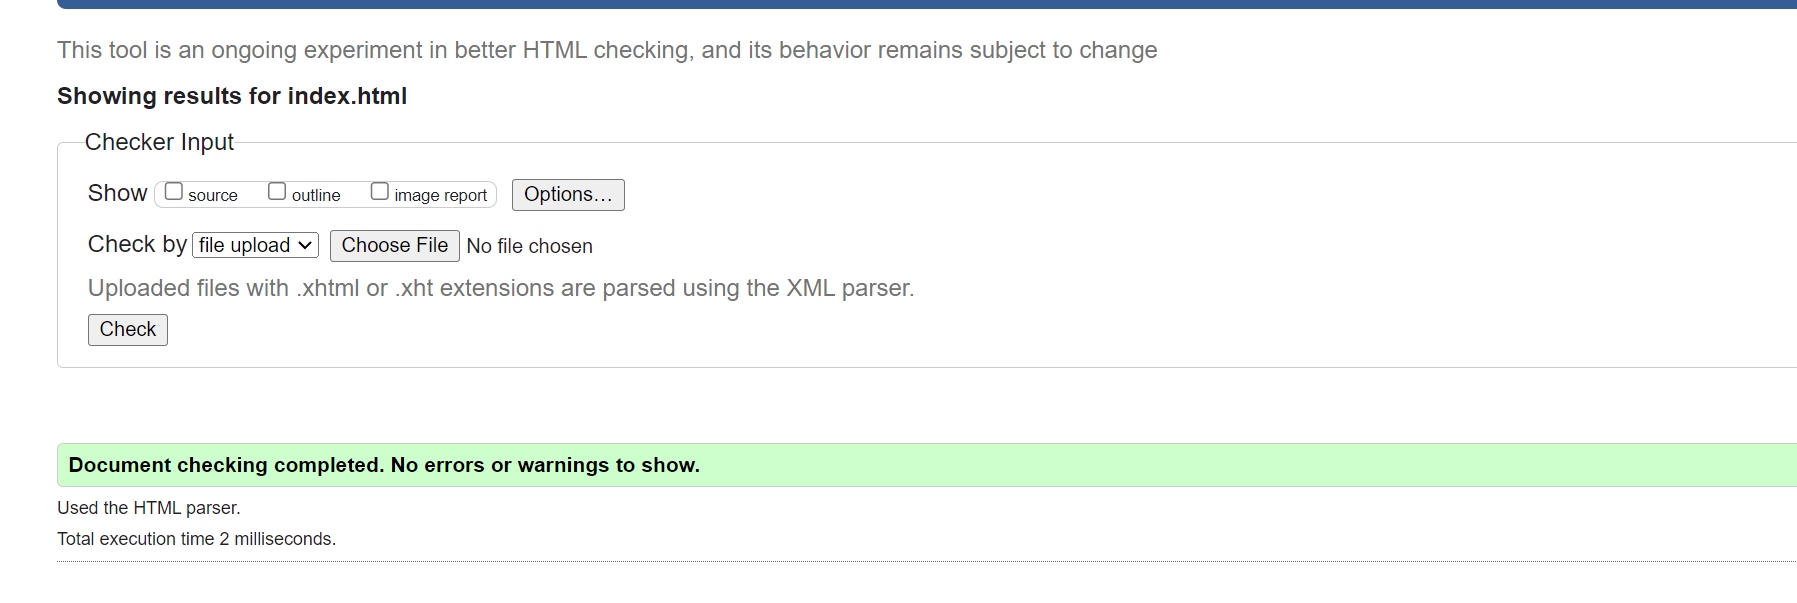 This tool is an ongoing experiment in better HTML checking, and its behavior remains subject to change
Showing results for index.html
Checker Input
Show source outline image report Options...
Check by file upload Choose File No file chosen
Uploaded files with .xhtml or .xht extensions are parsed using the XML parser.
Check
Document checking completed. No errors or warnings to show.
Used the HTML parser.
Total execution time 2 milliseconds.